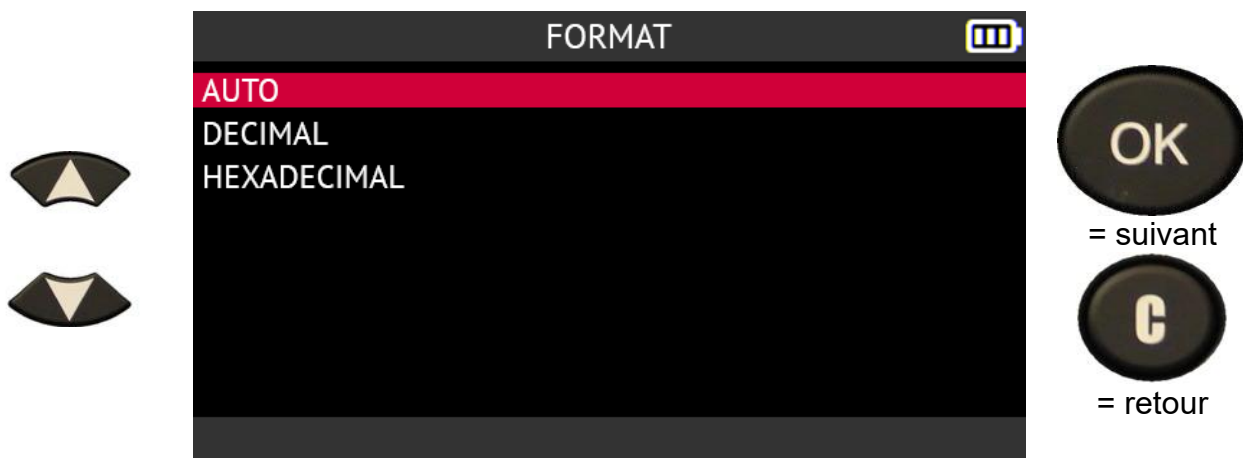 FORMAT
AUTO
DECIMAL
HEXADECIMAL
OK
= suivant
C
= retour